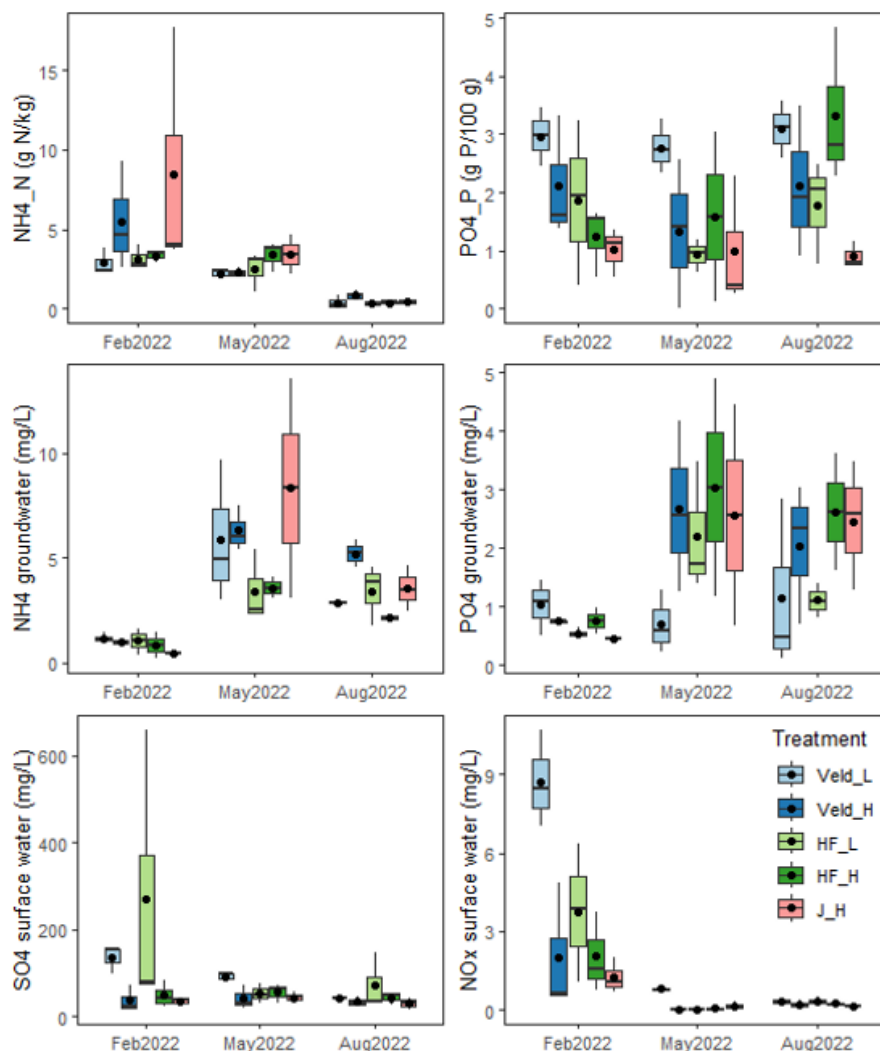 NH4_N (g N/kg)
15
10
5
0
Feb2022 May2022 Aug2022
PO4_P (g P/100 g)
5
4
3
2
1
0
Feb2022 May2022 Aug2022
NH4 groundwater (mg/L)
10
5
0
Feb2022 May2022 Aug2022
PO4 groundwater (mg/L)
5
4
3
2
1
0
Feb2022 May2022 Aug2022
SO4 surface water (mg/L)
600
400
200
0
Feb2022 May2022 Aug2022
NOx surface water (mg/L)
9
6
3
0
Feb2022 May2022 Aug2022
Treatment
Veld_L
Veld_H
HF_L
HF_H
J_H